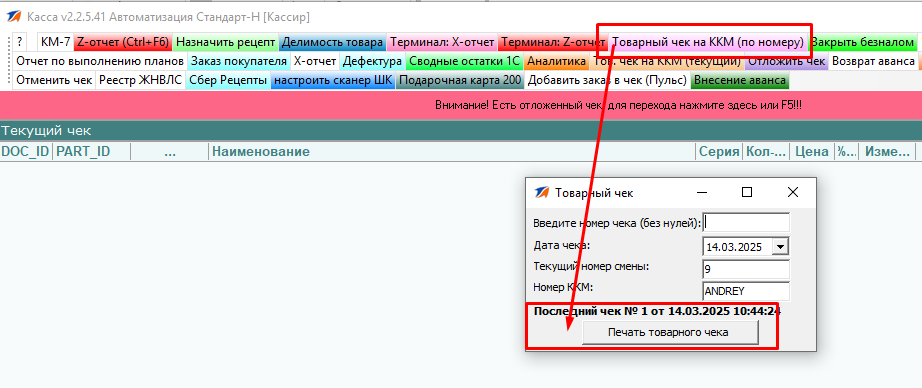 Касса v2.2.5.41 Автоматизация Стандарт-Н [Кассир]
? КМ-7 Z-отчет (Ctrl+F6) Назначить рецепт Делимость товара Терминал: X-отчет Терминал: Z-отчет Товарный чек на ККМ (по номеру) Закрыть безналом
Отчет по выполнению планов Заказ покупателя X-отчет Дефектура Сводные остатки 1С Аналитика Тов. чек на ККМ (текущий) Отложить чек Возврат аванса
Отменить чек Реестр ЖНВЛС Сбер Рецепты настроить сканер ШК Подарочная карта 200 Добавить заказ в чек (Пульс) Внесение аванса
Внимание! Есть отложенный чек, для перехода нажмите здесь или F5!!!
Текущий чек
DOC_ID PART_ID ... Наименование Серия Кол-... Цена %... Изме...
Товарный чек
Введите номер чека (без нулей):
Дата чека: 14.03.2025
Текущий номер смены: 9
Номер ККМ: ANDREY
Последний чек № 1 от 14.03.2025 10:44:24
Печать товарного чека